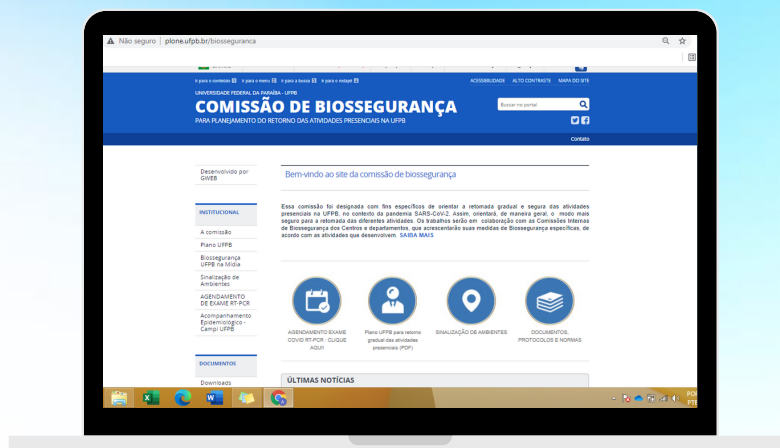 Não seguro | plone.ufpb.br/biosseguranca
Ir para o conteúdo 1 Ir para o menu 2 Ir para a busca 3 Ir para o rodapé 4
ACESSIBILIDADE ALTO CONTRASTE MAPA DO SITE
UNIVERSIDADE FEDERAL DA PARAÍBA - UFPB
COMISSÃO DE BIOSSEGURANÇA
PARA PLANEJAMENTO DO RETORNO DAS ATIVIDADES PRESENCIAIS NA UFPB
Buscar no portal
Contato
Desenvolvido por
GWEB
INSTITUCIONAL
A comissão
Plano UFPB
Biossegurança
UFPB na Mídia
Sinalização de
Ambientes
AGENDAMENTO
DE EXAME RT-PCR
Acompanhamento
Epidemiológico -
Campi UFPB
DOCUMENTOS
Downloads
Bem-vindo ao site da comissão de biossegurança
Essa comissão foi designada com fins específicos de orientar a retomada gradual e segura das atividades
presenciais na UFPB, no contexto da pandemia SARS-CoV-2. Assim, orientará, de maneira geral, o modo mais
seguro para a retomada das diferentes atividades. Os trabalhos serão em colaboração com as Comissões Internas
de Biossegurança dos Centros e departamentos, que acrescentarão suas medidas de Biossegurança específicas, de
acordo com as atividades que desenvolvem. SAIBA MAIS
AGENDAMENTO EXAME
COVID RT-PCR - CLIQUE
AQUI!
Plano UFPB para retorno
gradual das atividades
presenciais (PDF)
SINALIZAÇÃO DE AMBIENTES
DOCUMENTOS,
PROTOCOLOS E NORMAS
ÚLTIMAS NOTÍCIAS